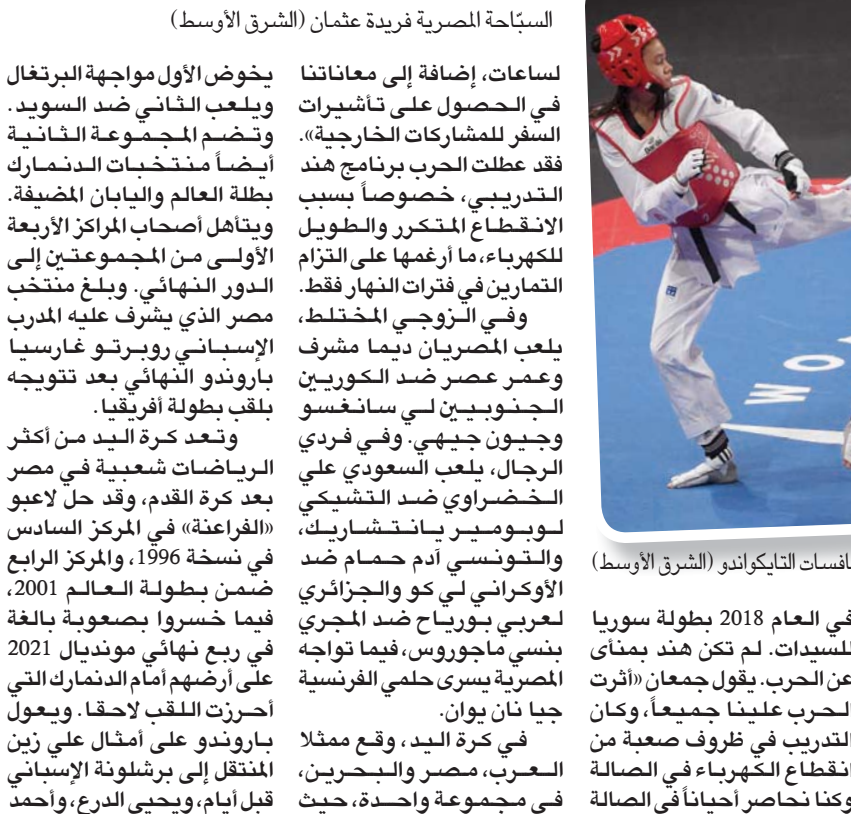 السبّاحة المصرية فريدة عثمان (الشرق الأوسط)
افسات التايكواندو (الشرق الأوسط)
في العام 2018 بطولة سوريا
للسيدات. لم تكن هند بمنأى
عن الحرب. يقول جمعان «أثرت
الحرب علينا جميعاً، وكان
التدريب في ظروف صعبة من
انقطاع الكهرباء في الصالة
وكنا نحاصر أحياناً في الصالة
لساعات، إضافة إلى معاناتنا
في الحصول على تأشيرات
السفر للمشاركات الخارجية».
فقد عطلت الحرب برنامج هند
التدريبي، خصوصاً بسبب
الانقطاع المتكرر والطويل
للكهرباء، ما أرغمها على التزام
التمارين في فترات النهار فقط.
وفي الزوجي المختلط،
يلعب المصريان ديما مشرف
وعمر عصر ضد الكوريين
الجنوبيين لي سانغسو
وجيون جيهي. وفي فردي
الرجال، يلعب السعودي علي
الخضراوي ضد التشيكي
لوبومير يانتشاريك،
والتونسي آدم حمام ضد
الأوكراني لي كو والجزائري
لعربي بورياح ضد المجري
بنسي ماجوروس، فيما تواجه
المصرية يسرى حلمي الفرنسية
جيا نان يوان.
في كرة اليد، وقع ممثلا
العرب، مصر والبحرين،
في مجموعة واحدة، حيث
يخوض الأول مواجهة البرتغال
ويلعب الثاني ضد السويد.
وتضم المجموعة الثانية
أيضاً منتخبات الدنمارك
بطلة العالم واليابان المضيفة.
ويتأهل أصحاب المراكز الأربعة
الأولى من المجموعتين إلى
الدور النهائي. وبلغ منتخب
مصر الذي يشرف عليه المدرب
الإسباني روبرتو غارسيا
باروندو النهائي بعد تتويجه
بلقب بطولة أفريقيا.
وتعد كرة اليد من أكثر
الرياضات شعبية في مصر
بعد كرة القدم، وقد حل لاعبو
«الفراعنة» في المركز السادس
في نسخة 1996، والمركز الرابع
ضمن بطولة العالم 2001،
فيما خسروا بصعوبة بالغة
في ربع نهائي مونديال 2021
على أرضهم أمام الدنمارك التي
أحرزت اللقب لاحقا. ويعول
باروندو على أمثال علي زين
المنتقل إلى برشلونة الإسباني
قبل أيام، ويحيى الدرع، وأحمد